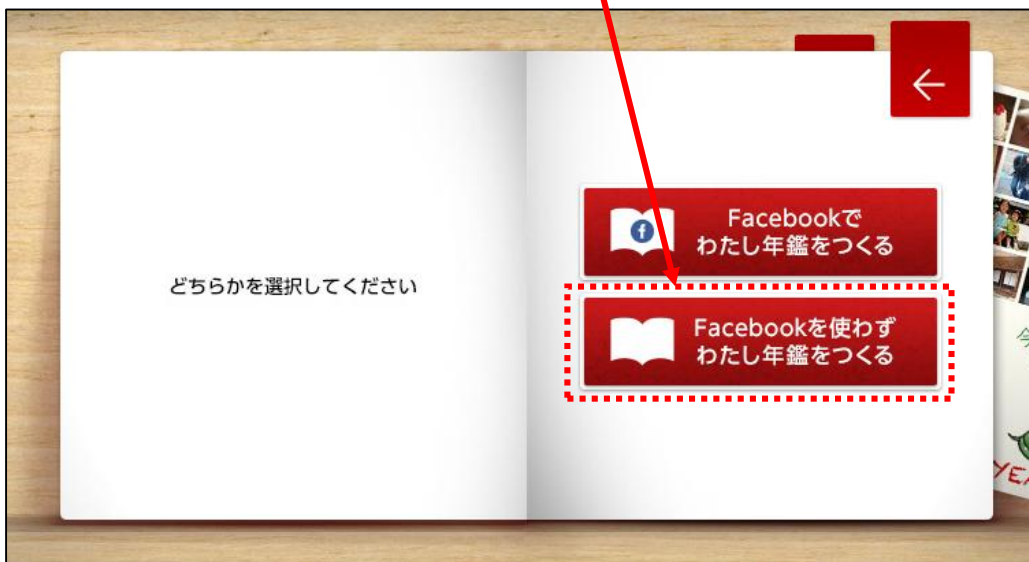 Facebookで
わたし年鑑をつくる
どちらかを選択してください
Facebookを使わず
わたし年鑑をつくる
今
YEA